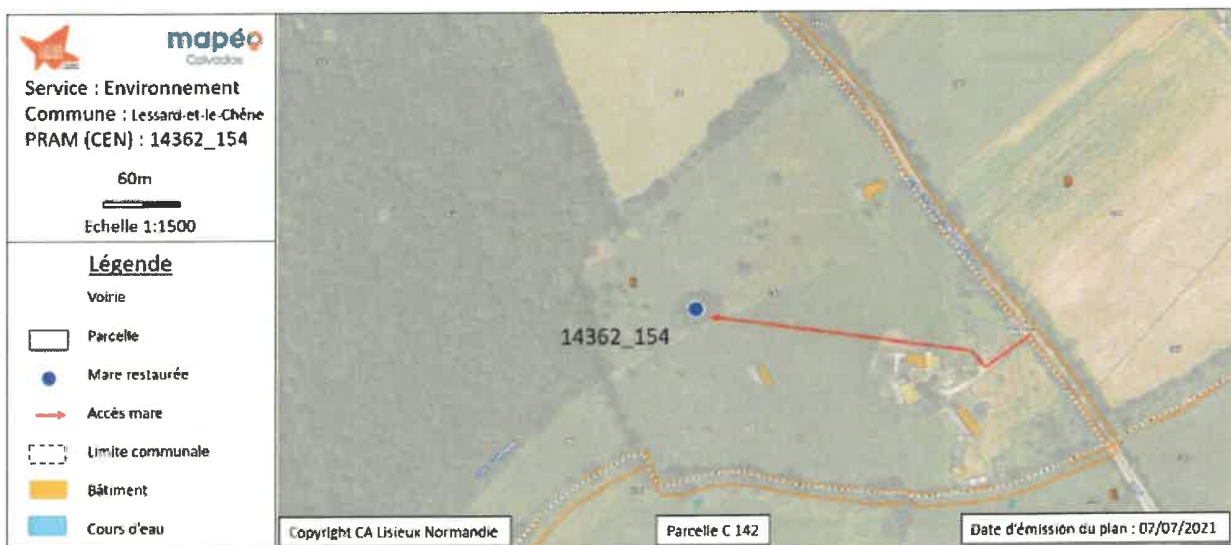 mapéo
Calvados
Service : Environnement
Commune : Lessard-et-le-Chêne
PRAM (CEN) : 14362_154
60m
Echelle 1:1500
Légende
Voirie
Parcelle
Mare restaurée
Accès mare
Limite communale
Bâtiment
Cours d'eau
14362_154
Copyright CA Lisieux Normandie
Parcelle C 142
Date d'émission du plan : 07/07/2021